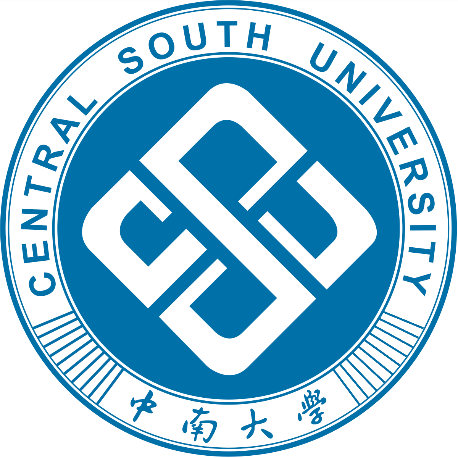 CENTRAL SOUTH UNIVERSITY
中南大學